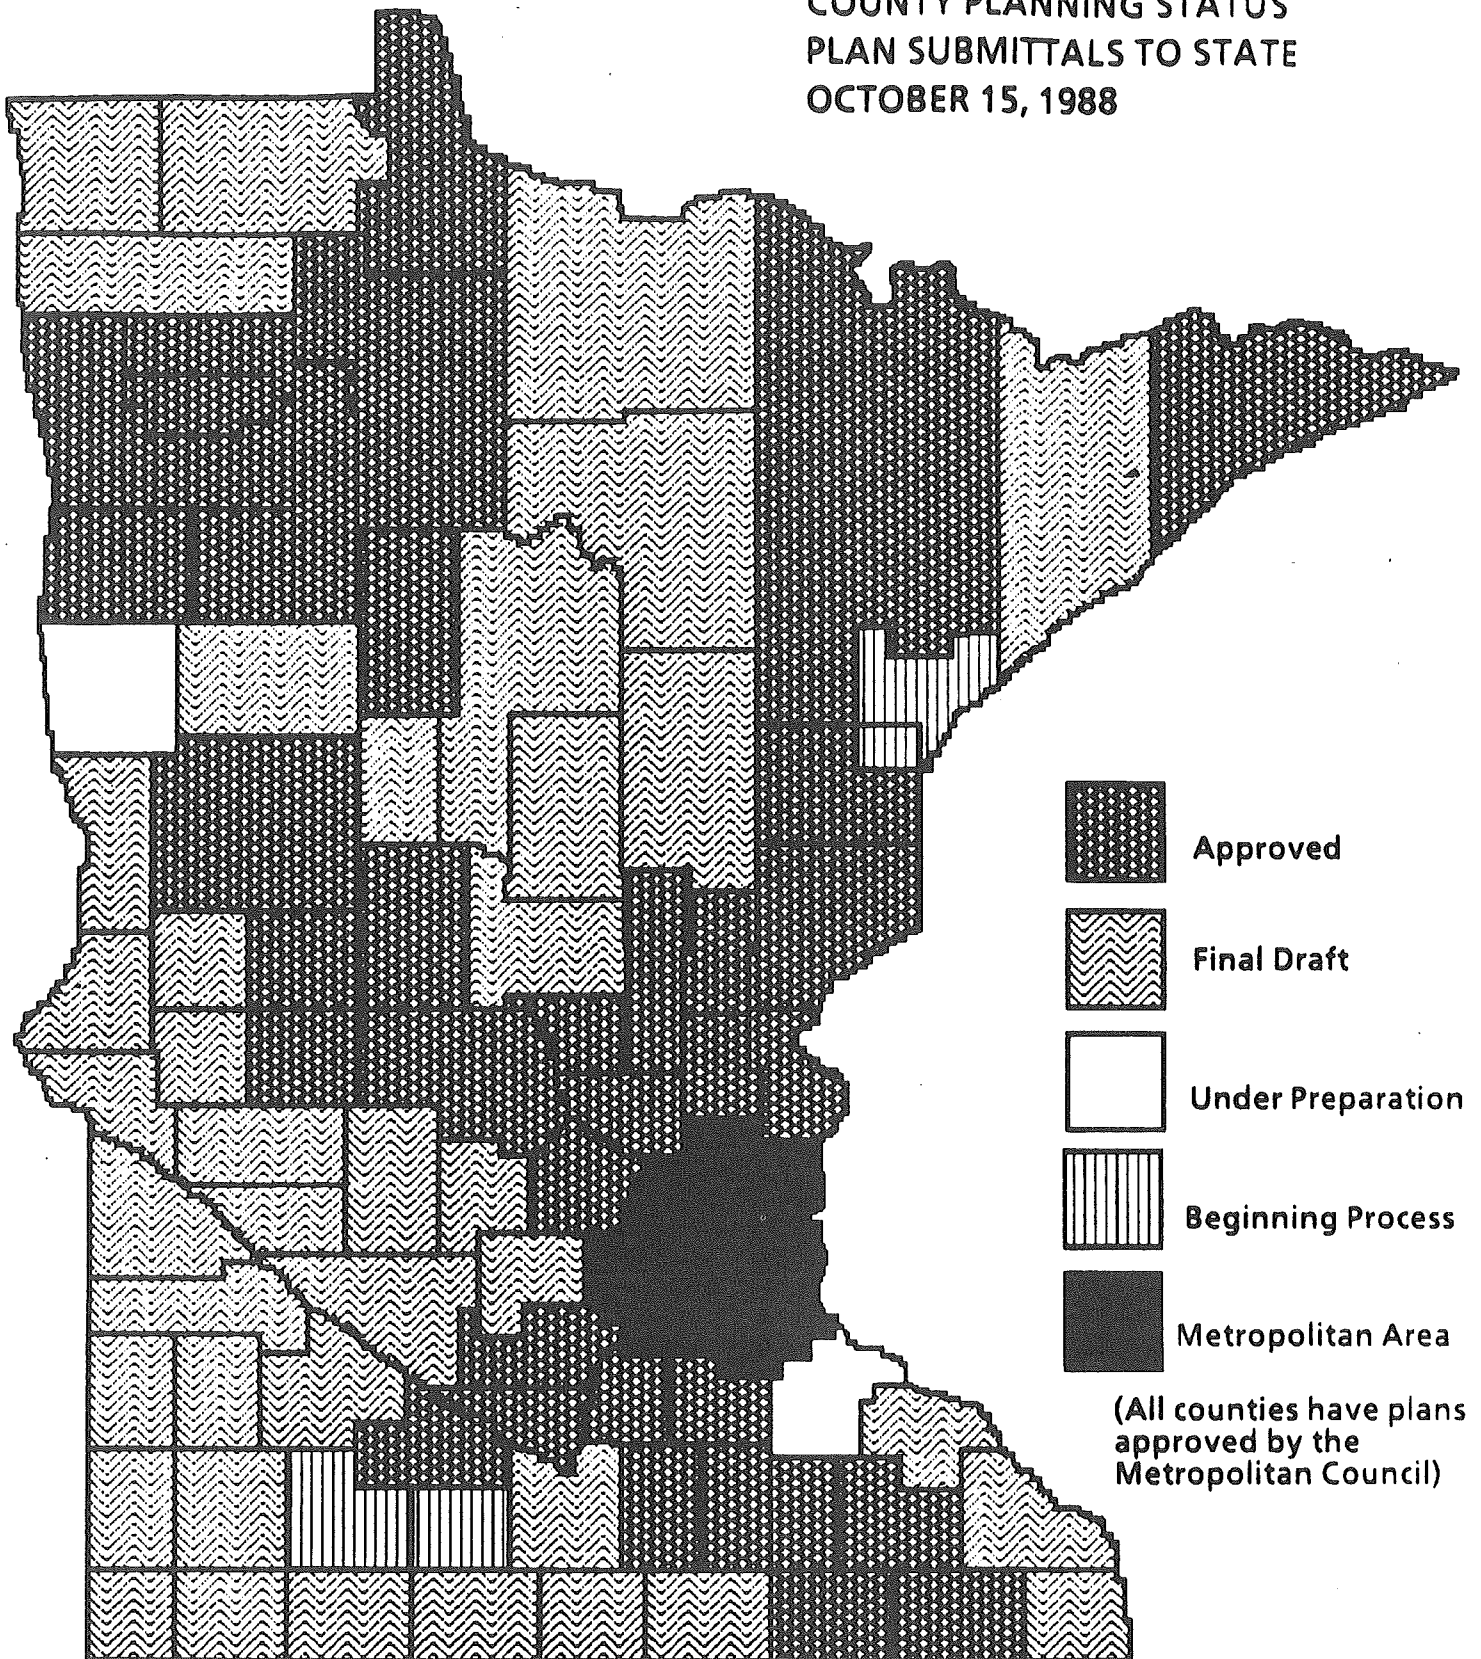 COUNTY PLANNING STATUS
PLAN SUBMITTALS TO STATE
OCTOBER 15, 1988
Approved
Final Draft
Under Preparation
Beginning Process
Metropolitan Area
(All counties have plans
approved by the
Metropolitan Council)